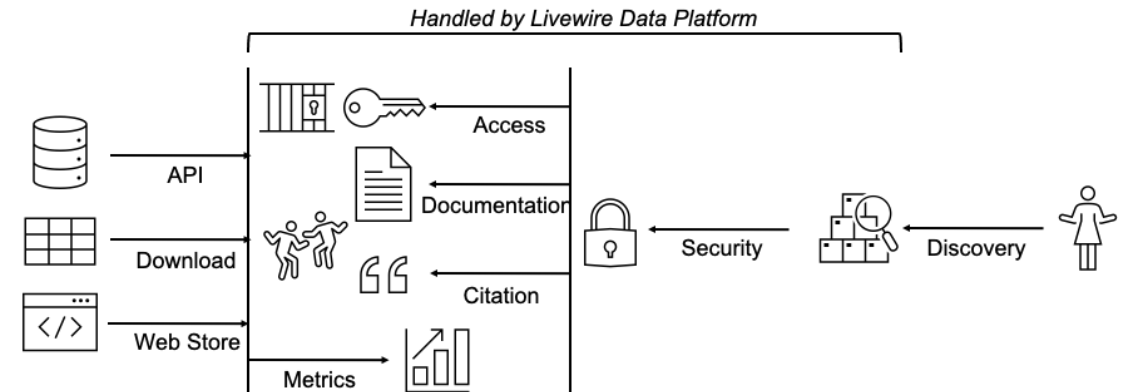 Handled by Livewire Data Platform
Access
API
Documentation
Security
Discovery
Download
Citation
</>
Web Store
Metrics